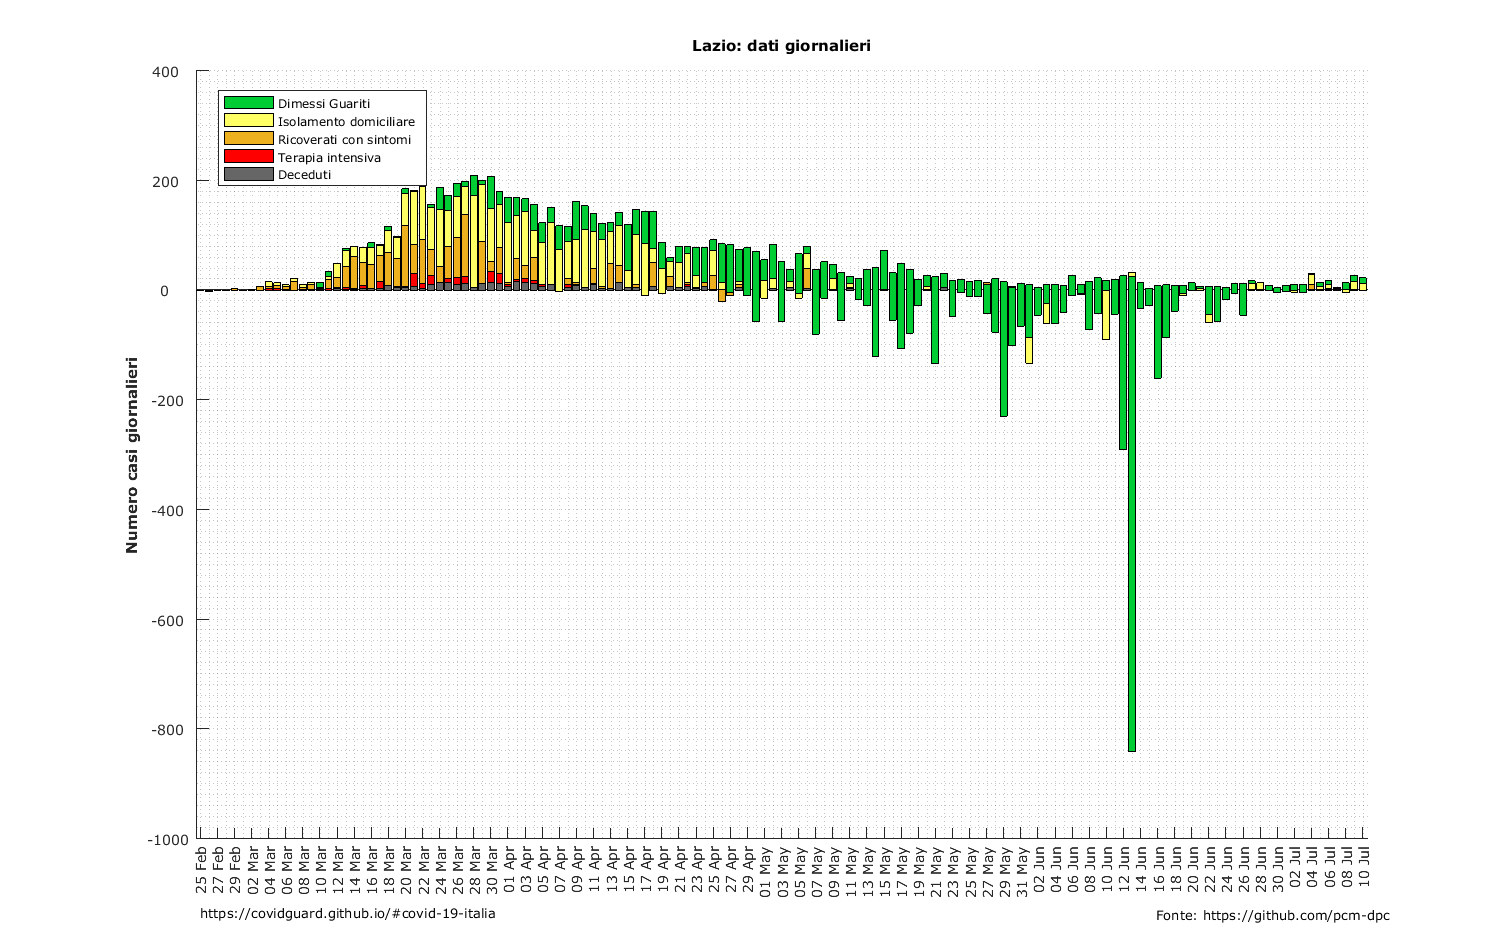 Lazio: dati giornalieri
400
200
0
-200
-400
-600
-800
-1000
Numero casi giornalieri
Dimessi Guariti
Isolamento domiciliare
Ricoverati con sintomi
Terapia intensiva
Deceduti
25 Feb
27 Feb
29 Feb
02 Mar
04 Mar
06 Mar
08 Mar
10 Mar
12 Mar
14 Mar
16 Mar
18 Mar
20 Mar
22 Mar
24 Mar
26 Mar
28 Mar
30 Mar
01 Apr
03 Apr
05 Apr
07 Apr
09 Apr
11 Apr
13 Apr
15 Apr
17 Apr
19 Apr
21 Apr
23 Apr
25 Apr
27 Apr
29 Apr
01 May
03 May
05 May
07 May
09 May
11 May
13 May
15 May
17 May
19 May
21 May
23 May
25 May
27 May
29 May
31 May
02 Jun
04 Jun
06 Jun
08 Jun
10 Jun
12 Jun
14 Jun
16 Jun
18 Jun
20 Jun
22 Jun
24 Jun
26 Jun
28 Jun
30 Jun
02 Jul
04 Jul
06 Jul
08 Jul
10 Jul
https://covidguard.github.io/#covid-19-italia
Fonte: https://github.com/pcm-dpc